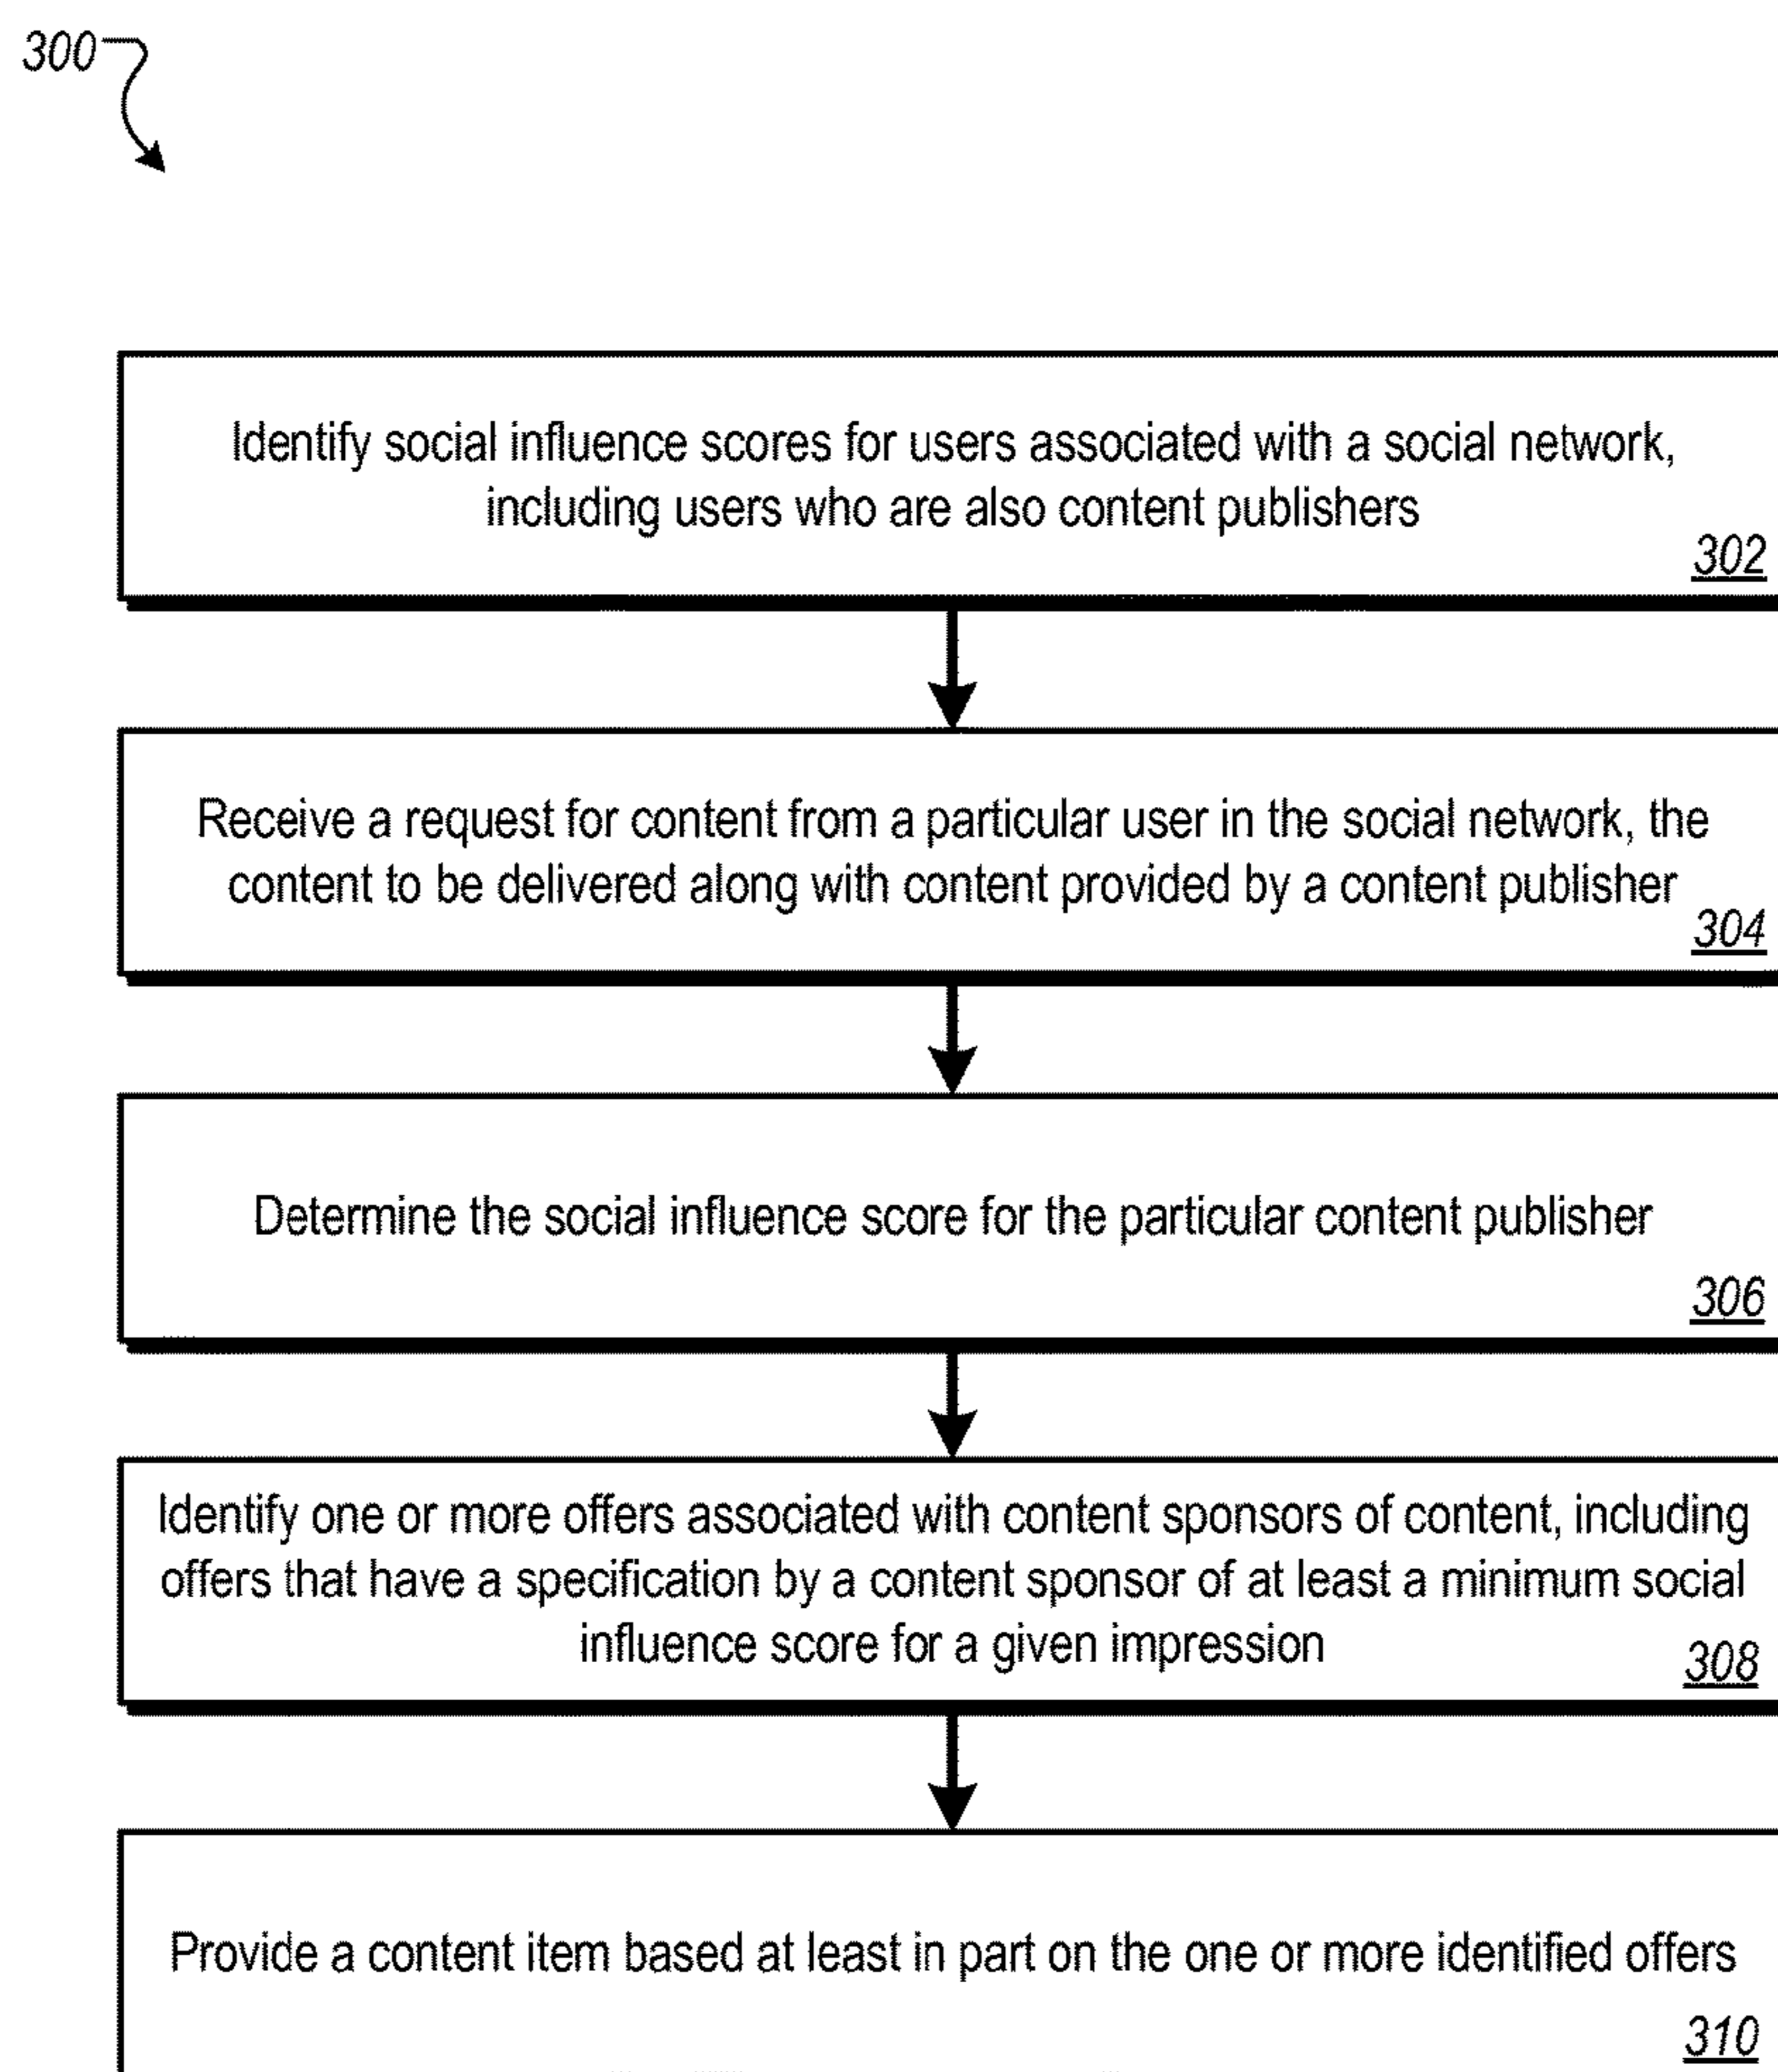 300
Identify social influence scores for users associated with a social network,
including users who are also content publishers
302
Receive a request for content from a particular user in the social network, the
content to be delivered along with content provided by a content publisher
304
Determine the social influence score for the particular content publisher
306
Identify one or more offers associated with content sponsors of content, including
offers that have a specification by a content sponsor of at least a minimum social
influence score for a given impression
308
Provide a content item based at least in part on the one or more identified offers
310